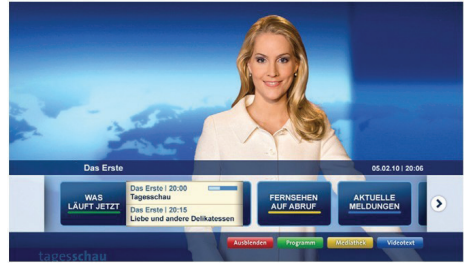 Das Erste
05.02.10 | 20:06
WAS
LÄUFT JETZT
Das Erste | 20:00
Tagesschau
Das Erste | 20:15
Liebe und andere Delikatessen
FERNSEHEN
AUF ABRUF
AKTUELLE
MELDUNGEN
Ausblenden
Programm
Mediathek
Videotext
tagesschau